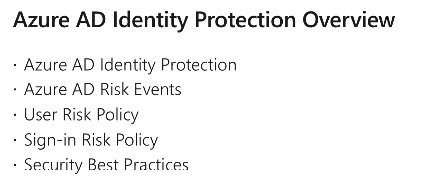 Azure AD Identity Protection Overview
· Azure AD Identity Protection
· Azure AD Risk Events
· User Risk Policy
· Sign-in Risk Policy
· Security Best Practices